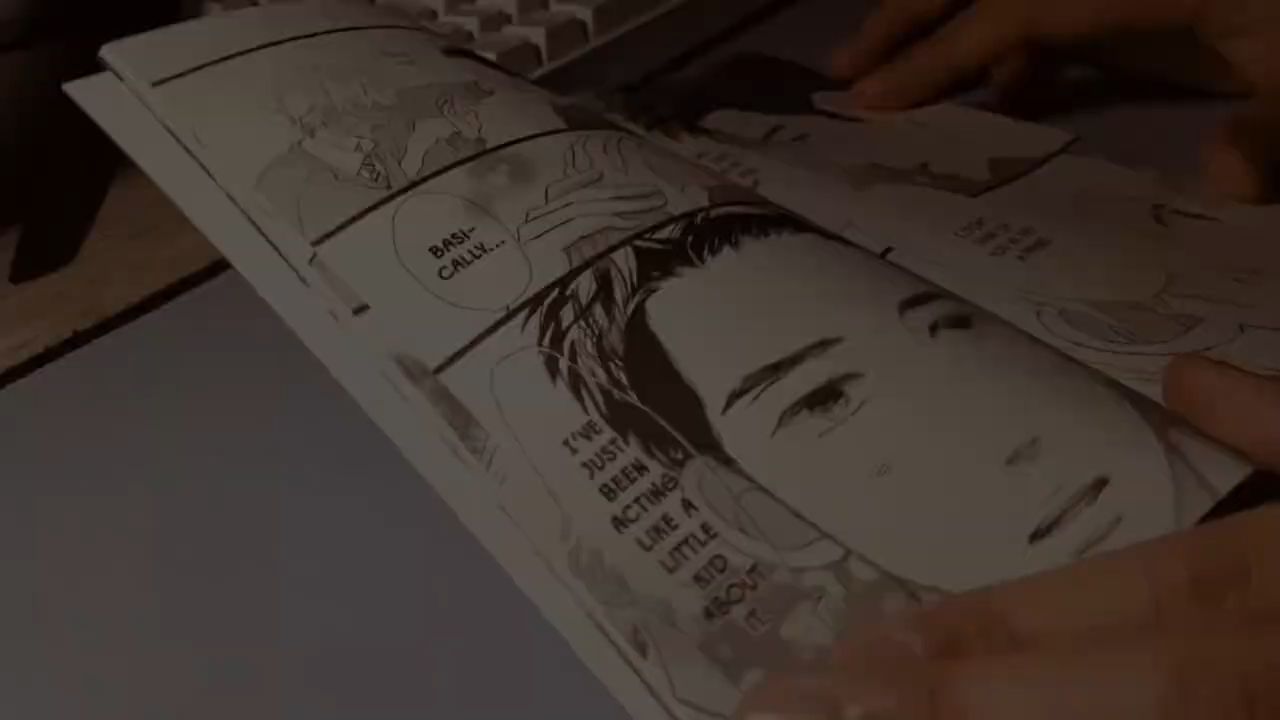 BASI-
CALLY...
I'VE
JUST
BEEN
ACTING
LIKE A
LITTLE
KID
ABOUT
IT.